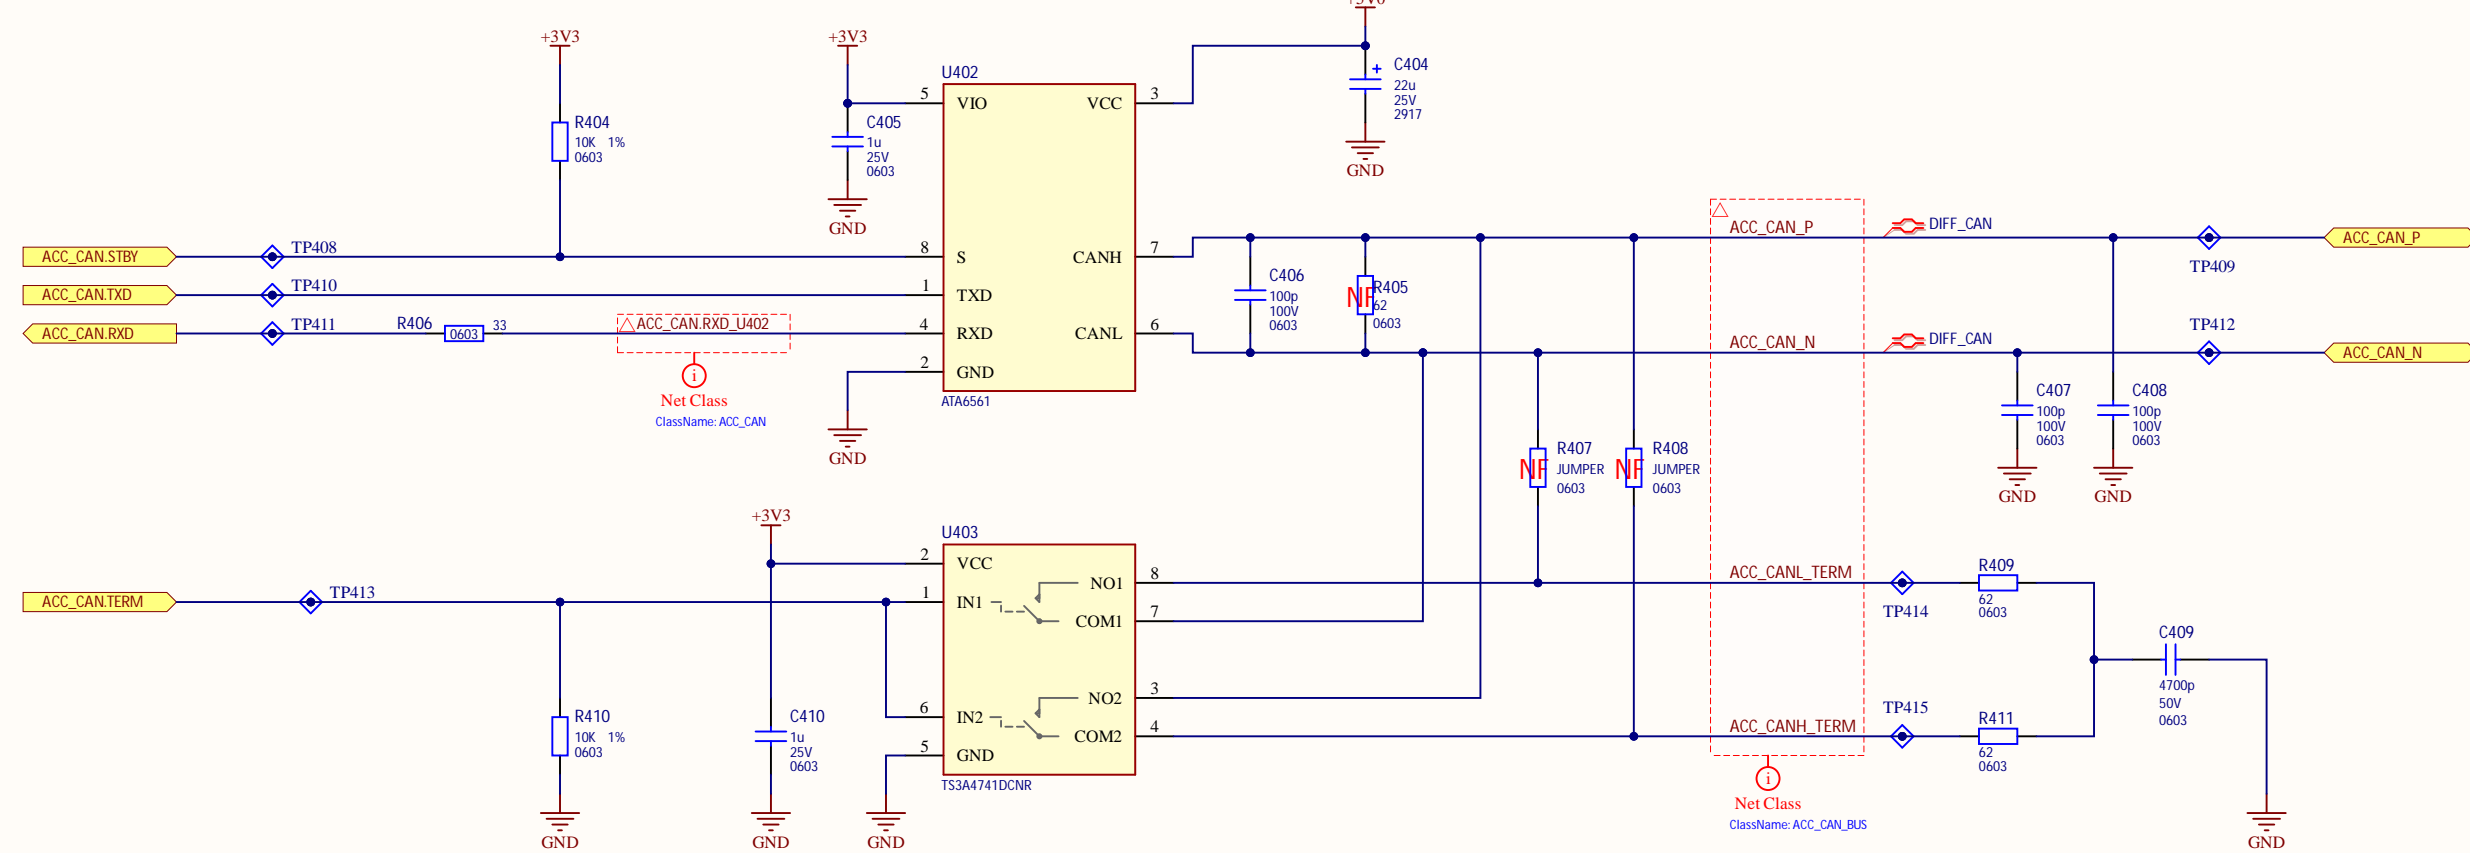 +3V3
R404
10K 1%
0603
+3V3
C405
1u
25V
0603
GND
U402
5
VIO
VCC
3
8
S
CANH
7
1
TXD
4
RXD
CANL
6
2
GND
ATA6561
GND
C404
22u
25V
2917
GND
ACC_CAN.STBY
TP408
ACC_CAN.TXD
TP410
ACC_CAN.RXD
TP411
R406
0603
33
ACC_CAN.RXD_U402
i
Net Class
ClassName: ACC_CAN
C406
100p
100V
0603
R405
NF
62
0603
ACC_CAN_P
DIFF_CAN
TP409
ACC_CAN_P
ACC_CAN_N
DIFF_CAN
TP412
ACC_CAN_N
C407
100p
100V
0603
GND
C408
100p
100V
0603
GND
R407
NF
JUMPER
0603
R408
NF
JUMPER
0603
+3V3
U403
2
VCC
NO1
8
1
IN1
COM1
7
NO2
3
6
IN2
COM2
4
5
GND
TS3A4741DCNR
ACC_CAN.TERM
TP413
R410
10K 1%
0603
GND
C410
1u
25V
0603
GND
GND
ACC_CANL_TERM
TP414
R409
62
0603
C409
4700p
50V
0603
ACC_CANH_TERM
TP415
R411
62
0603
GND
i
Net Class
ClassName: ACC_CAN_BUS